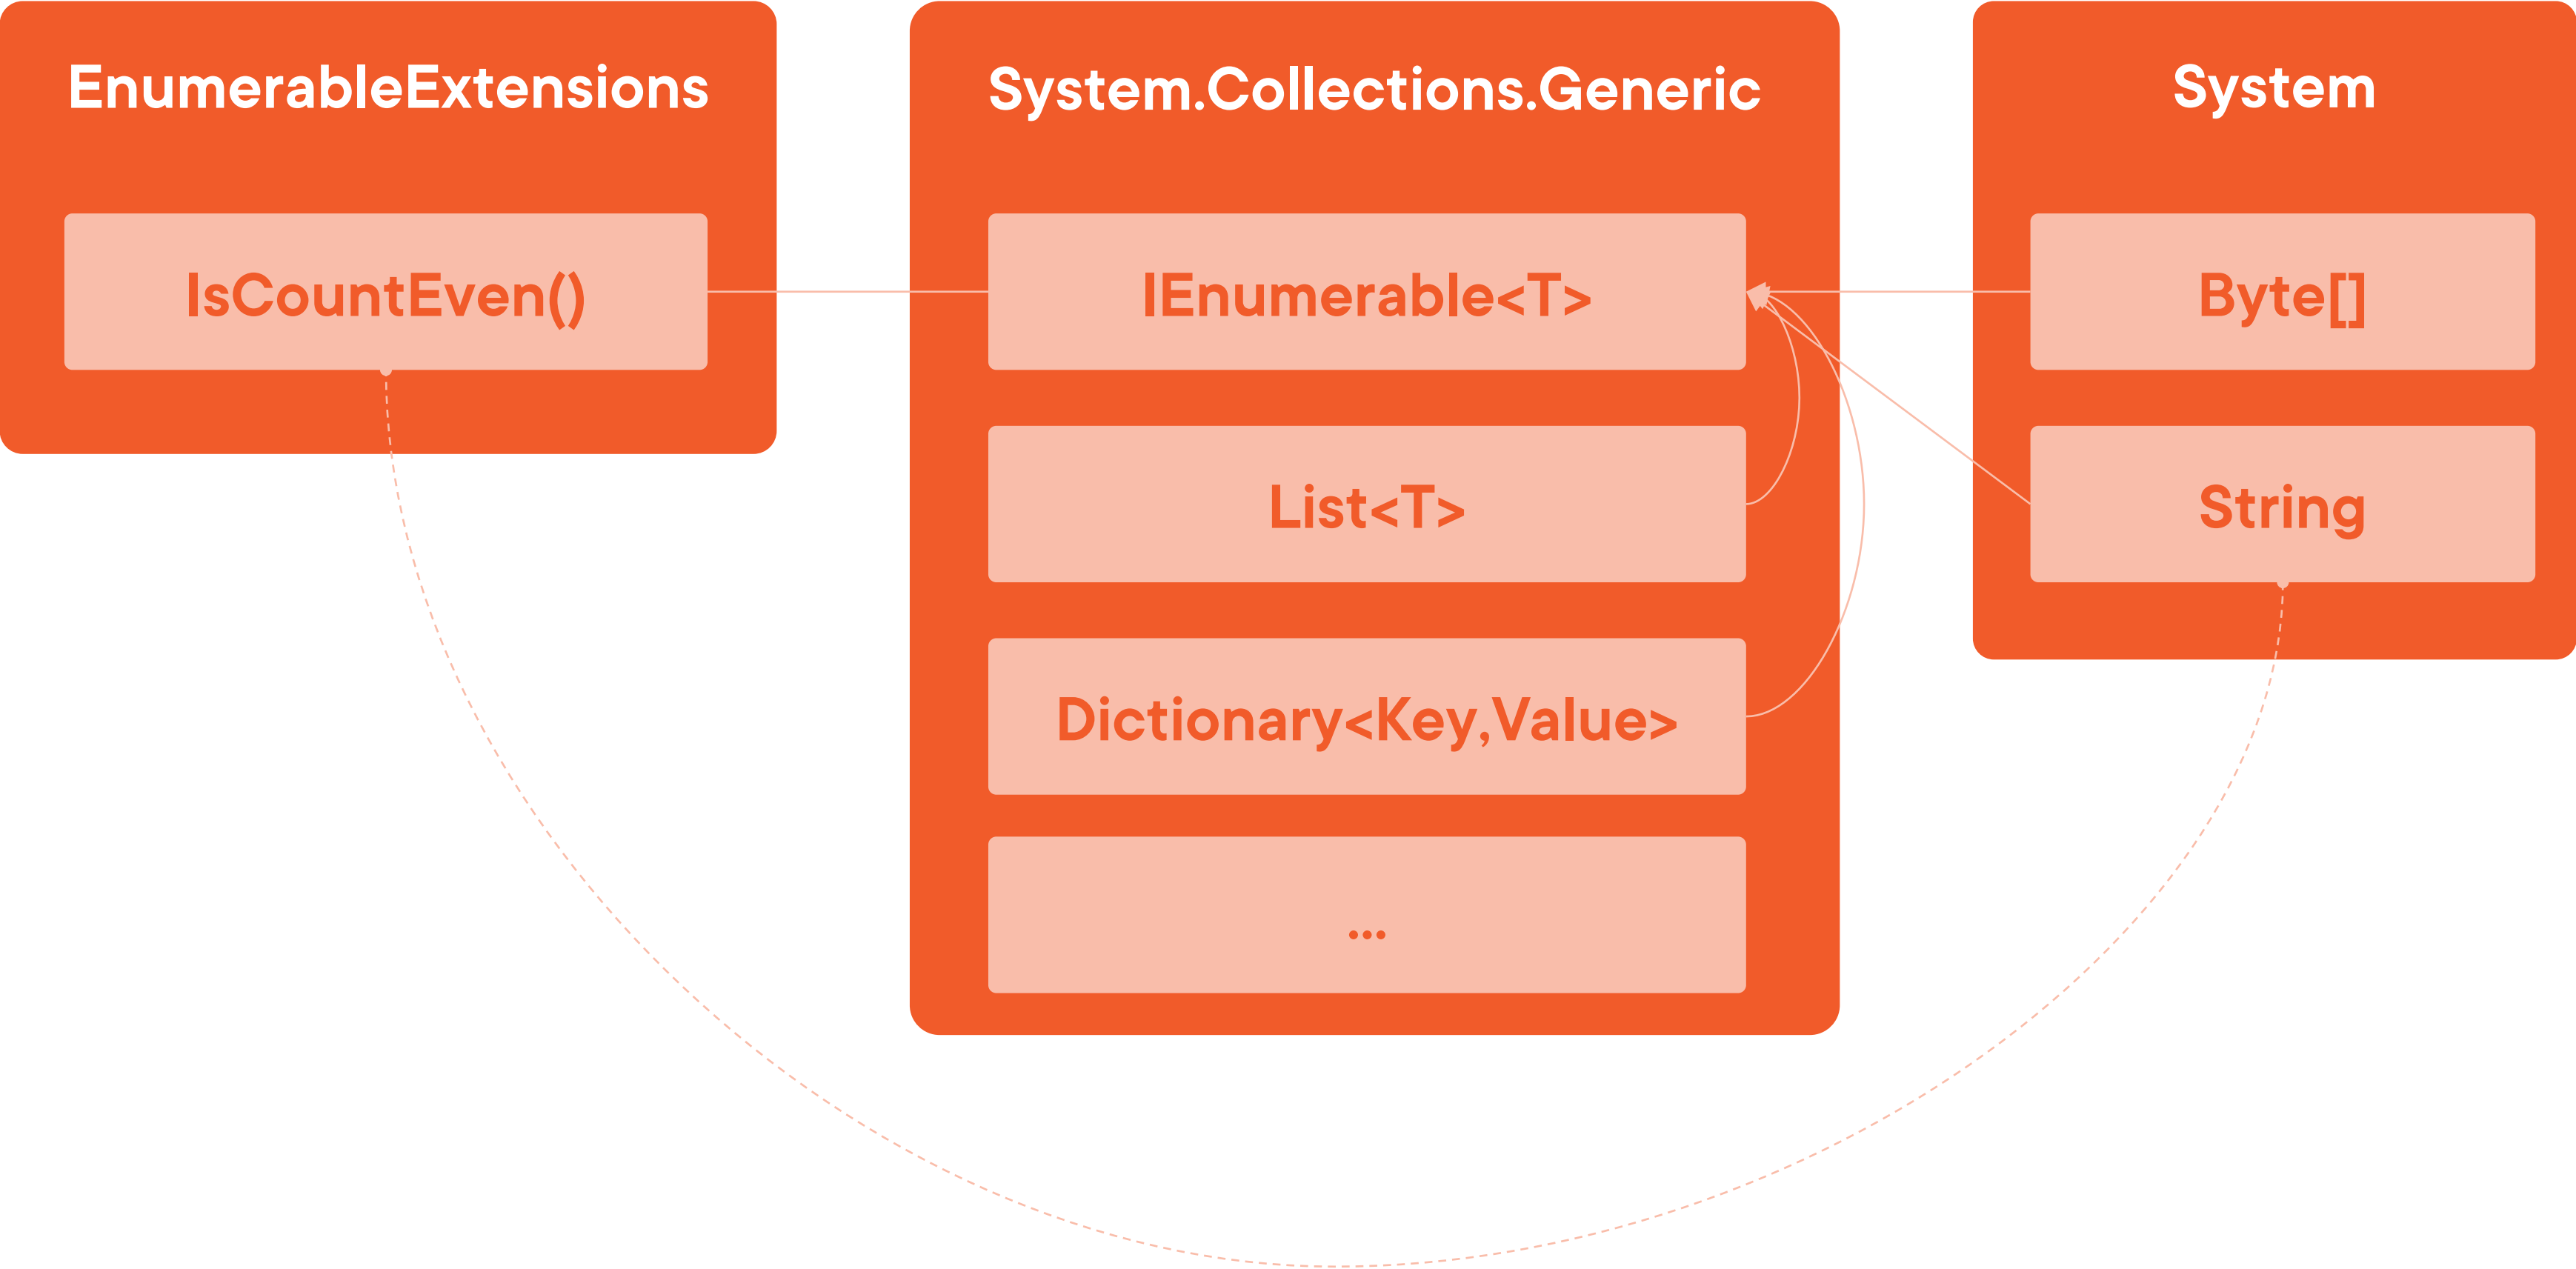 EnumerableExtensions
IsCountEven()
System.Collections.Generic
IEnumerable<T>
List<T>
Dictionary<Key,Value>
...
System
Byte[]
String